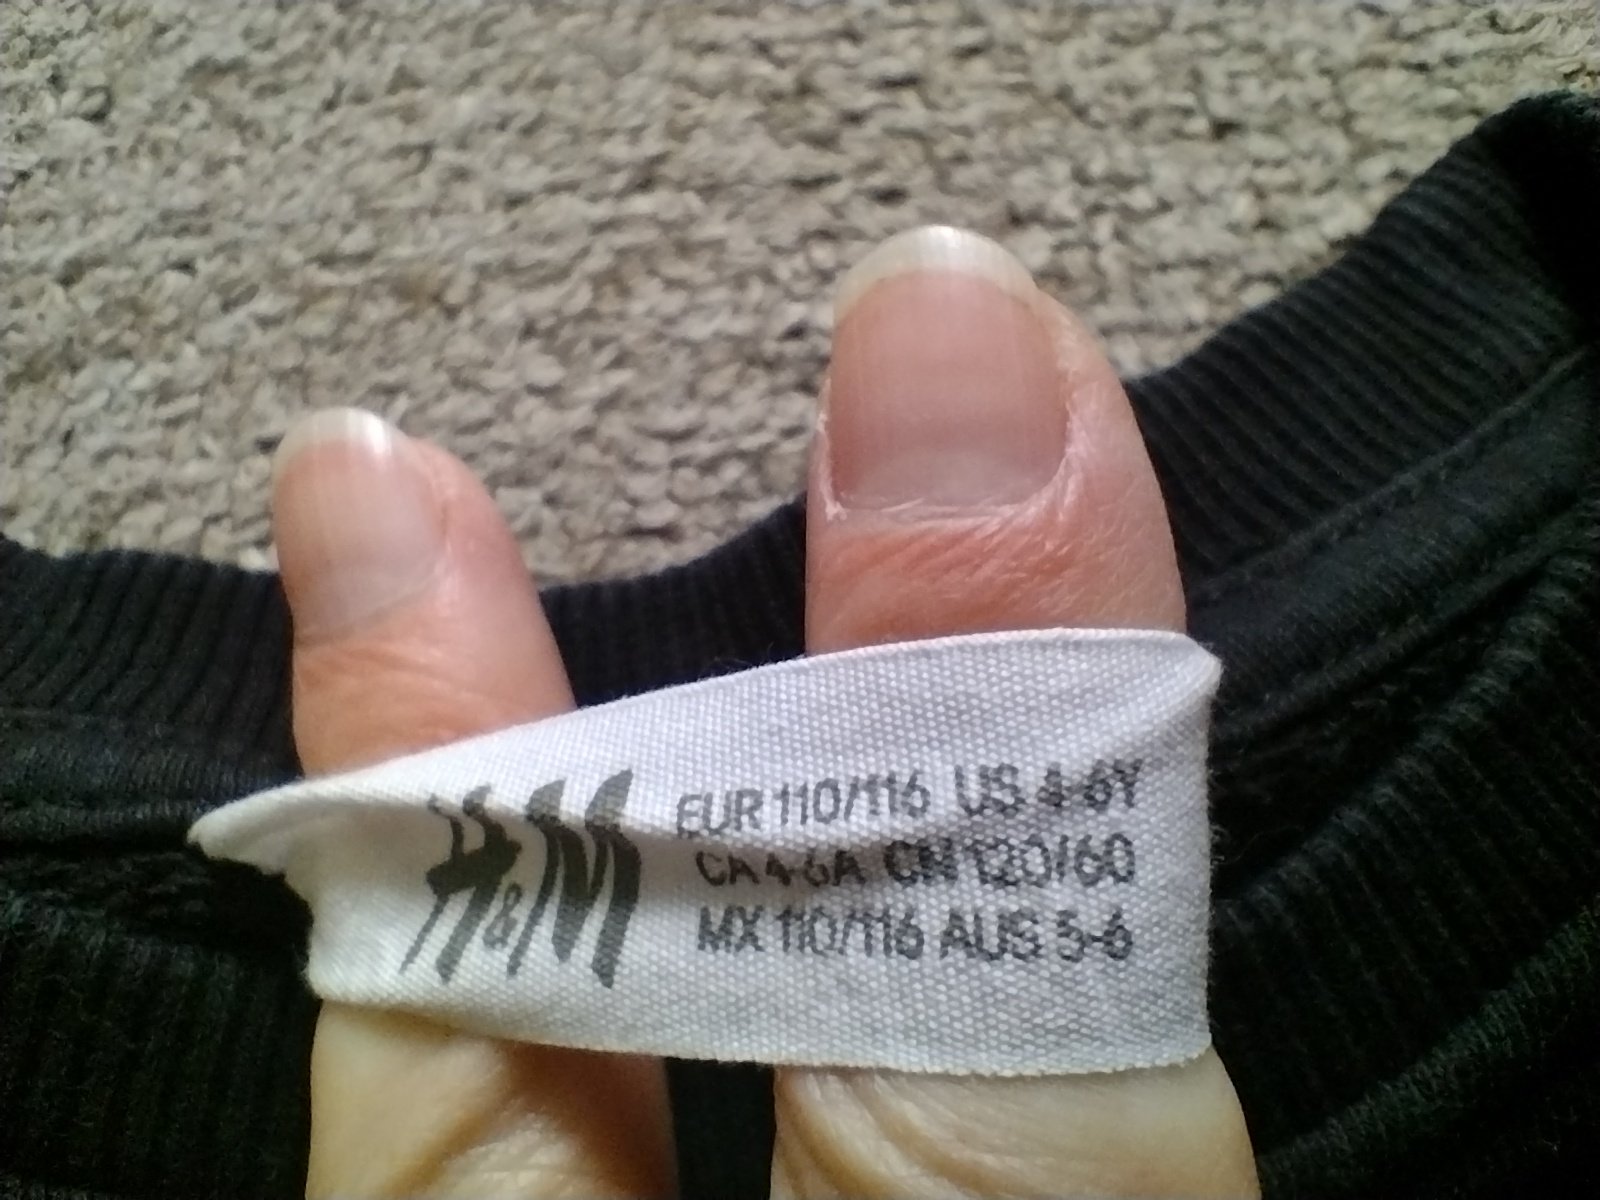 H&M
EUR 110/116 US 4-6Y
CA 4-6A CN 120/60
MX 110/116 AUS 5-6